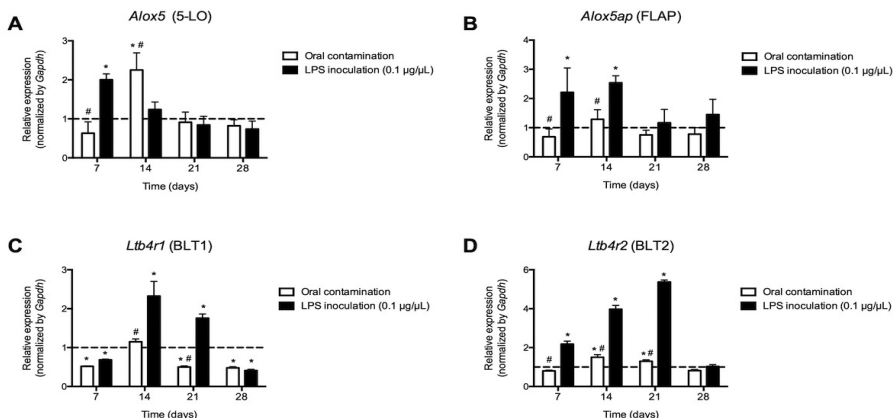 A
Alox5 (5-LO)
Relative expression
(normalized by Gapdh)
3
2
1
0
* # * #
7 14 21 28
Time (days)
Oral contamination
LPS inoculation (0.1 µg/µL)
B
Alox5ap (FLAP)
Relative expression
(normalized by Gapdh)
4
3
2
1
0
# * # *
7 14 21 28
Time (days)
Oral contamination
LPS inoculation (0.1 µg/µL)
C
Ltb4r1 (BLT1)
Relative expression
(normalized by Gapdh)
3
2
1
0
* * # * * # * * *
7 14 21 28
Time (days)
Oral contamination
LPS inoculation (0.1 µg/µL)
D
Ltb4r2 (BLT2)
Relative expression
(normalized by Gapdh)
6
4
2
0
# * * # * * # *
7 14 21 28
Time (days)
Oral contamination
LPS inoculation (0.1 µg/µL)